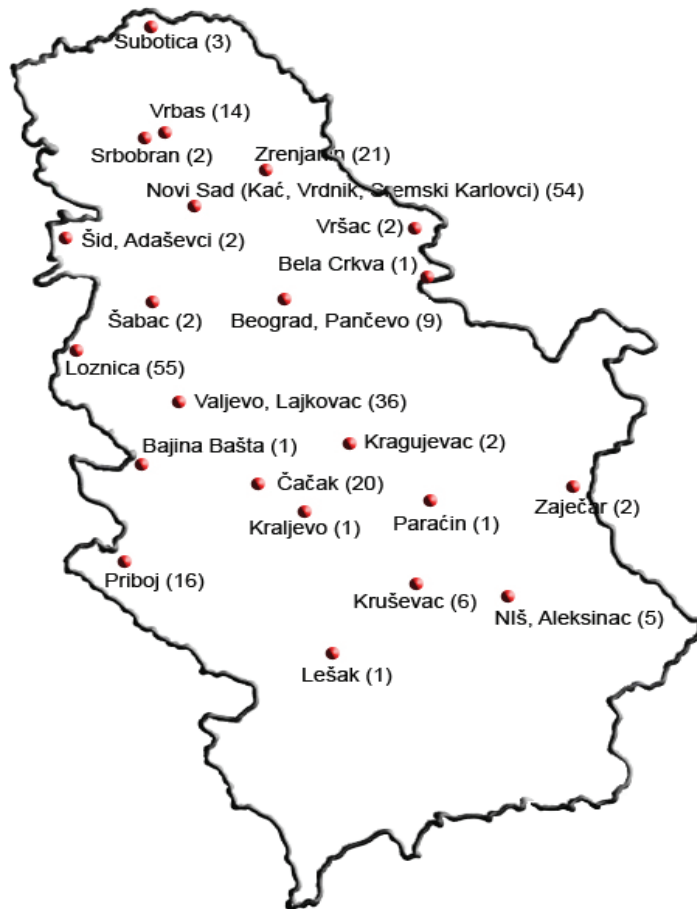 Subotica (3)
Vrbas (14)
Srbobran (2)
Zrenjanin (21)
Novi Sad (Kać, Vrdnik, Sremski Karlovci) (54)
Vršac (2)
Šid, Adaševci (2)
Bela Crkva (1)
Šabac (2)
Beograd, Pančevo (9)
Loznica (55)
Valjevo, Lajkovac (36)
Bajina Bašta (1)
Kragujevac (2)
Čačak (20)
Zaječar (2)
Kraljevo (1)
Paraćin (1)
Priboj (16)
Kruševac (6)
NIš, Aleksinac (5)
Lešak (1)